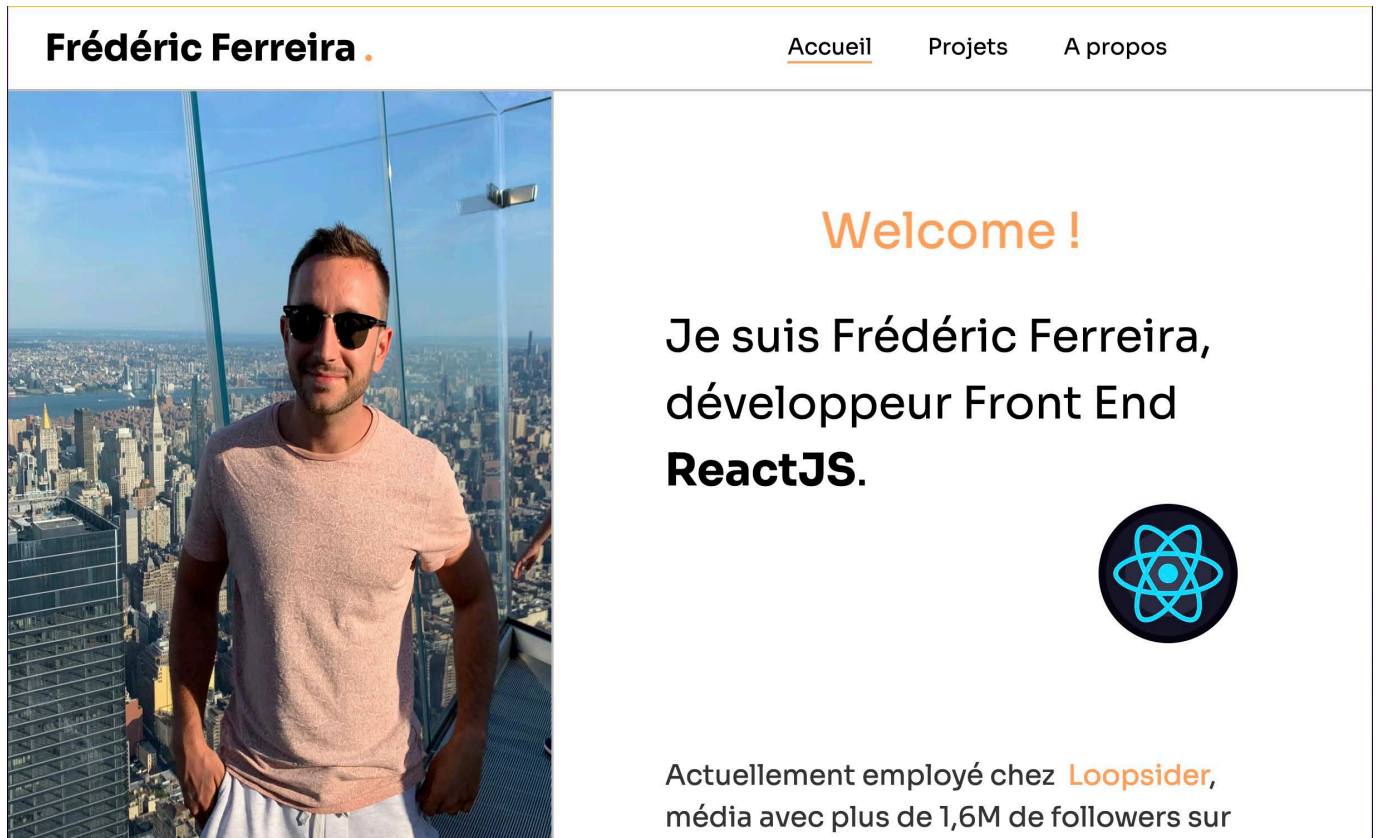 Frédéric Ferreira .
Accueil Projets A propos
Welcome !
Je suis Frédéric Ferreira,
développeur Front End
ReactJS.
Actuellement employé chez Loopsider,
média avec plus de 1,6M de followers sur